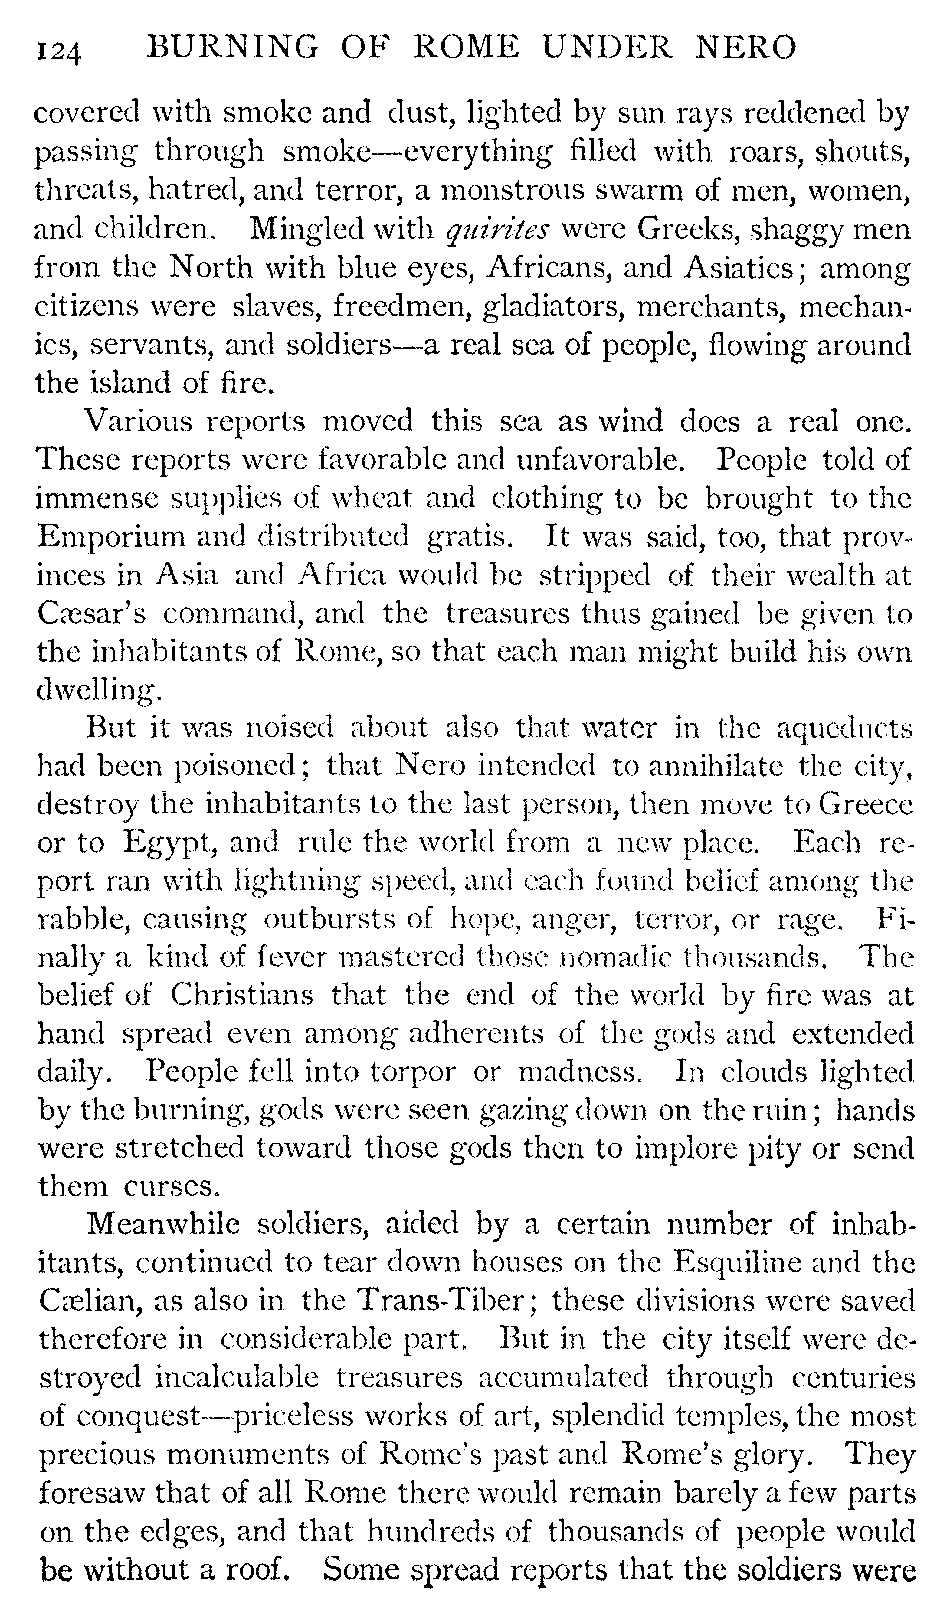 124 BURNING OF ROME UNDER NERO
covered with smoke and dust, lighted by sun rays reddened by
passing through smoke—everything filled with roars, shouts,
threats, hatred, and terror, a monstrous swarm of men, women,
and children. Mingled with quirites were Greeks, shaggy men
from the North with blue eyes, Africans, and Asiatics; among
citizens were slaves, freedmen, gladiators, merchants, mechan-
ics, servants, and soldiers—a real sea of people, flowing around
the island of fire.
Various reports moved this sea as wind does a real one.
These reports were favorable and unfavorable. People told of
immense supplies of wheat and clothing to be brought to the
Emporium and distributed gratis. It was said, too, that prov-
inces in Asia and Africa would be stripped of their wealth at
Cæsar's command, and the treasures thus gained be given to
the inhabitants of Rome, so that each man might build his own
dwelling.
But it was noised about also that water in the aqueducts
had been poisoned; that Nero intended to annihilate the city,
destroy the inhabitants to the last person, then move to Greece
or to Egypt, and rule the world from a new place. Each re-
port ran with lightning speed, and each found belief among the
rabble, causing outbursts of hope, anger, terror, or rage. Fi-
nally a kind of fever mastered those nomadic thousands. The
belief of Christians that the end of the world by fire was at
hand spread even among adherents of the gods and extended
daily. People fell into torpor or madness. In clouds lighted
by the burning, gods were seen gazing down on the ruin; hands
were stretched toward those gods then to implore pity or send
them curses.
Meanwhile soldiers, aided by a certain number of inhab-
itants, continued to tear down houses on the Esquiline and the
Cælian, as also in the Trans-Tiber; these divisions were saved
therefore in considerable part. But in the city itself were de-
stroyed incalculable treasures accumulated through centuries
of conquest—priceless works of art, splendid temples, the most
precious monuments of Rome's past and Rome's glory. They
foresaw that of all Rome there would remain barely a few parts
on the edges, and that hundreds of thousands of people would
be without a roof. Some spread reports that the soldiers were